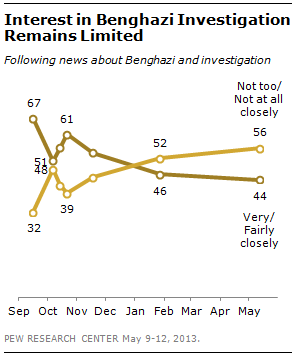 Interest in Benghazi Investigation
Remains Limited
Following news about Benghazi and investigation
Not too/
Not at all
closely
67
61
52
56
51
48
46
44
39
32
Very/
Fairly
closely
Sep Oct Nov Dec Jan Feb Mar Apr May
PEW RESEARCH CENTER May 9-12, 2013.